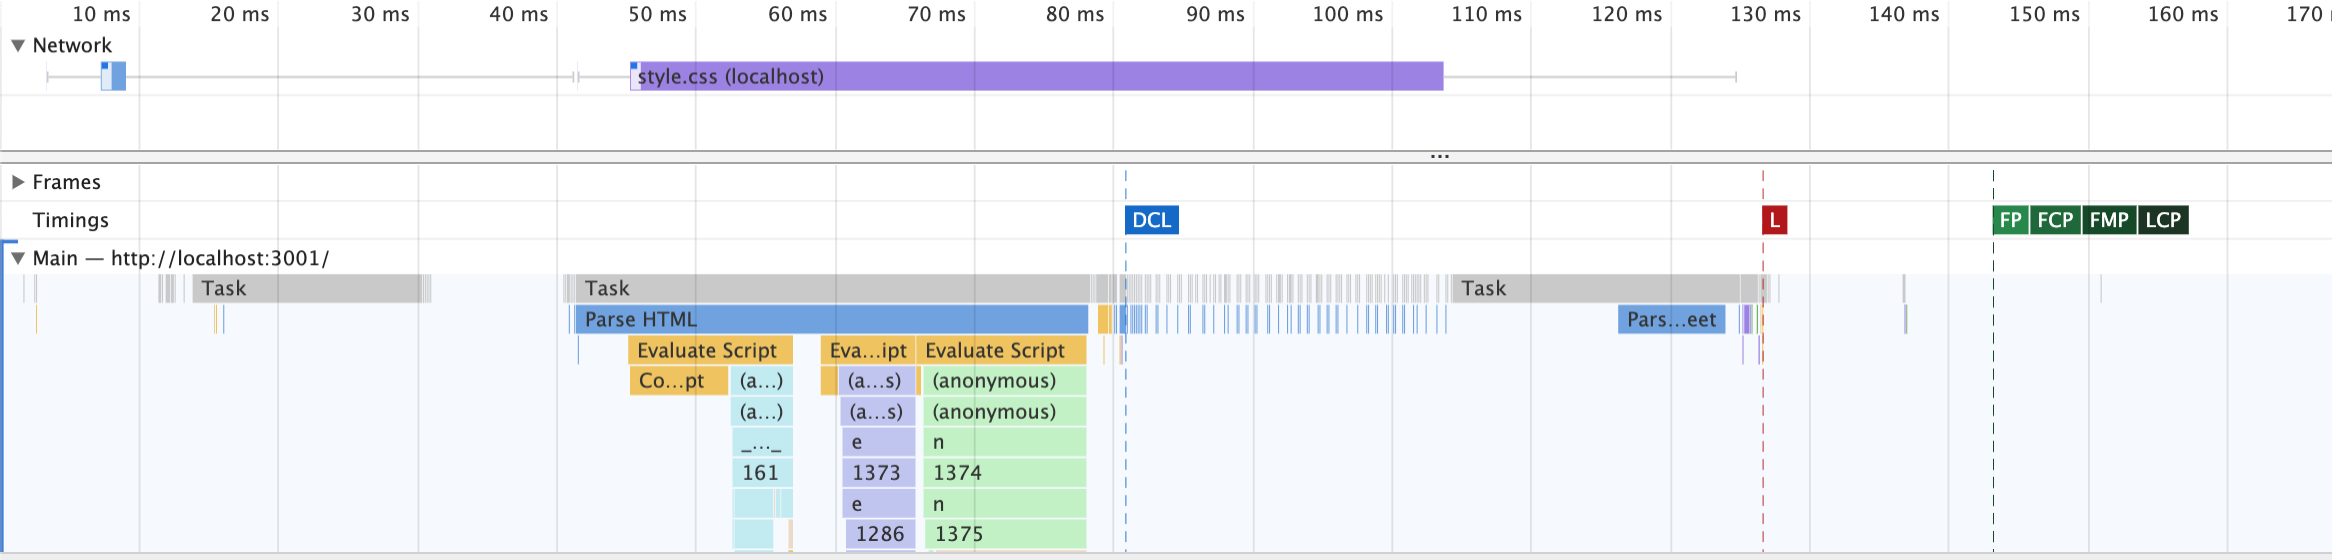 10 ms 20 ms 30 ms 40 ms 50 ms 60 ms 70 ms 80 ms 90 ms 100 ms 110 ms 120 ms 130 ms 140 ms 150 ms 160 ms 170
Network
style.css (localhost)
...
Frames
Timings DCL L FP FCP FMP LCP
Main — http://localhost:3001/
Task Task Task
Parse HTML Pars...eet
Evaluate Script Eva...ipt Evaluate Script
Co...pt (a...) (a...s) (anonymous)
(a...) (a...s) (anonymous)
_..._ e n
161 1373 1374
e n
1286 1375